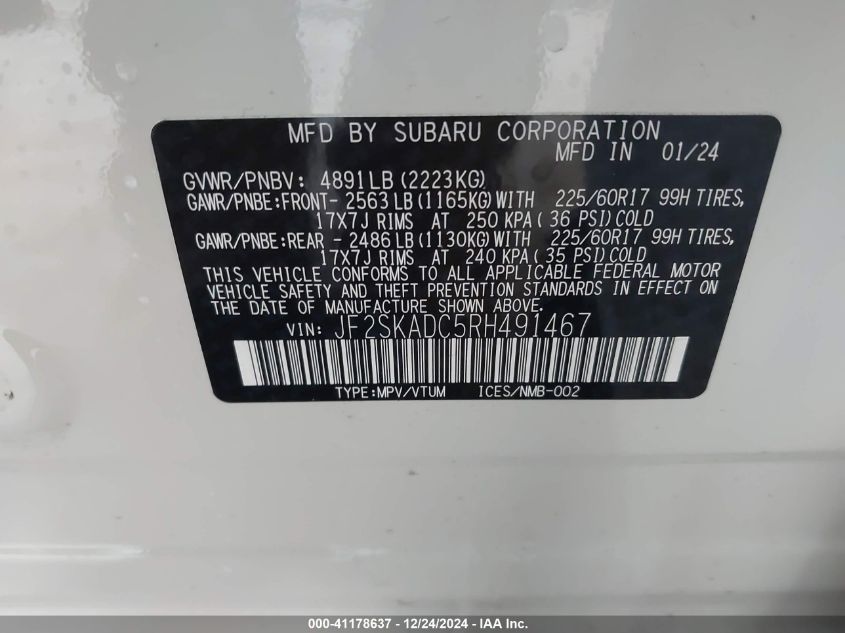 MFD BY SUBARU CORPORATION
MFD IN 01/24
GVWR/PNBV: 4891LB (2223KG)
GAWR/PNBE:FRONT- 2563 LB (1165KG) WITH 225/60R17 99H TIRES,
17X7J RIMS AT 250 KPA ( 36 PSI) COLD
GAWR/PNBE:REAR - 2486 LB (1130KG) WITH 225/60R17 99H TIRES,
17X7J RIMS AT 240 KPA ( 35 PSI) COLD
THIS VEHICLE CONFORMS TO ALL APPLICABLE FEDERAL MOTOR
VEHICLE SAFETY AND THEFT PREVENTION STANDARDS IN EFFECT ON
THE DATE OF MANUFACTURE SHOWN ABOVE.
VIN: JF2SKADC5RH491467
TYPE:MPV/VTUM ICES/NMB-002
000-41178637 - 12/24/2024 - IAA Inc.